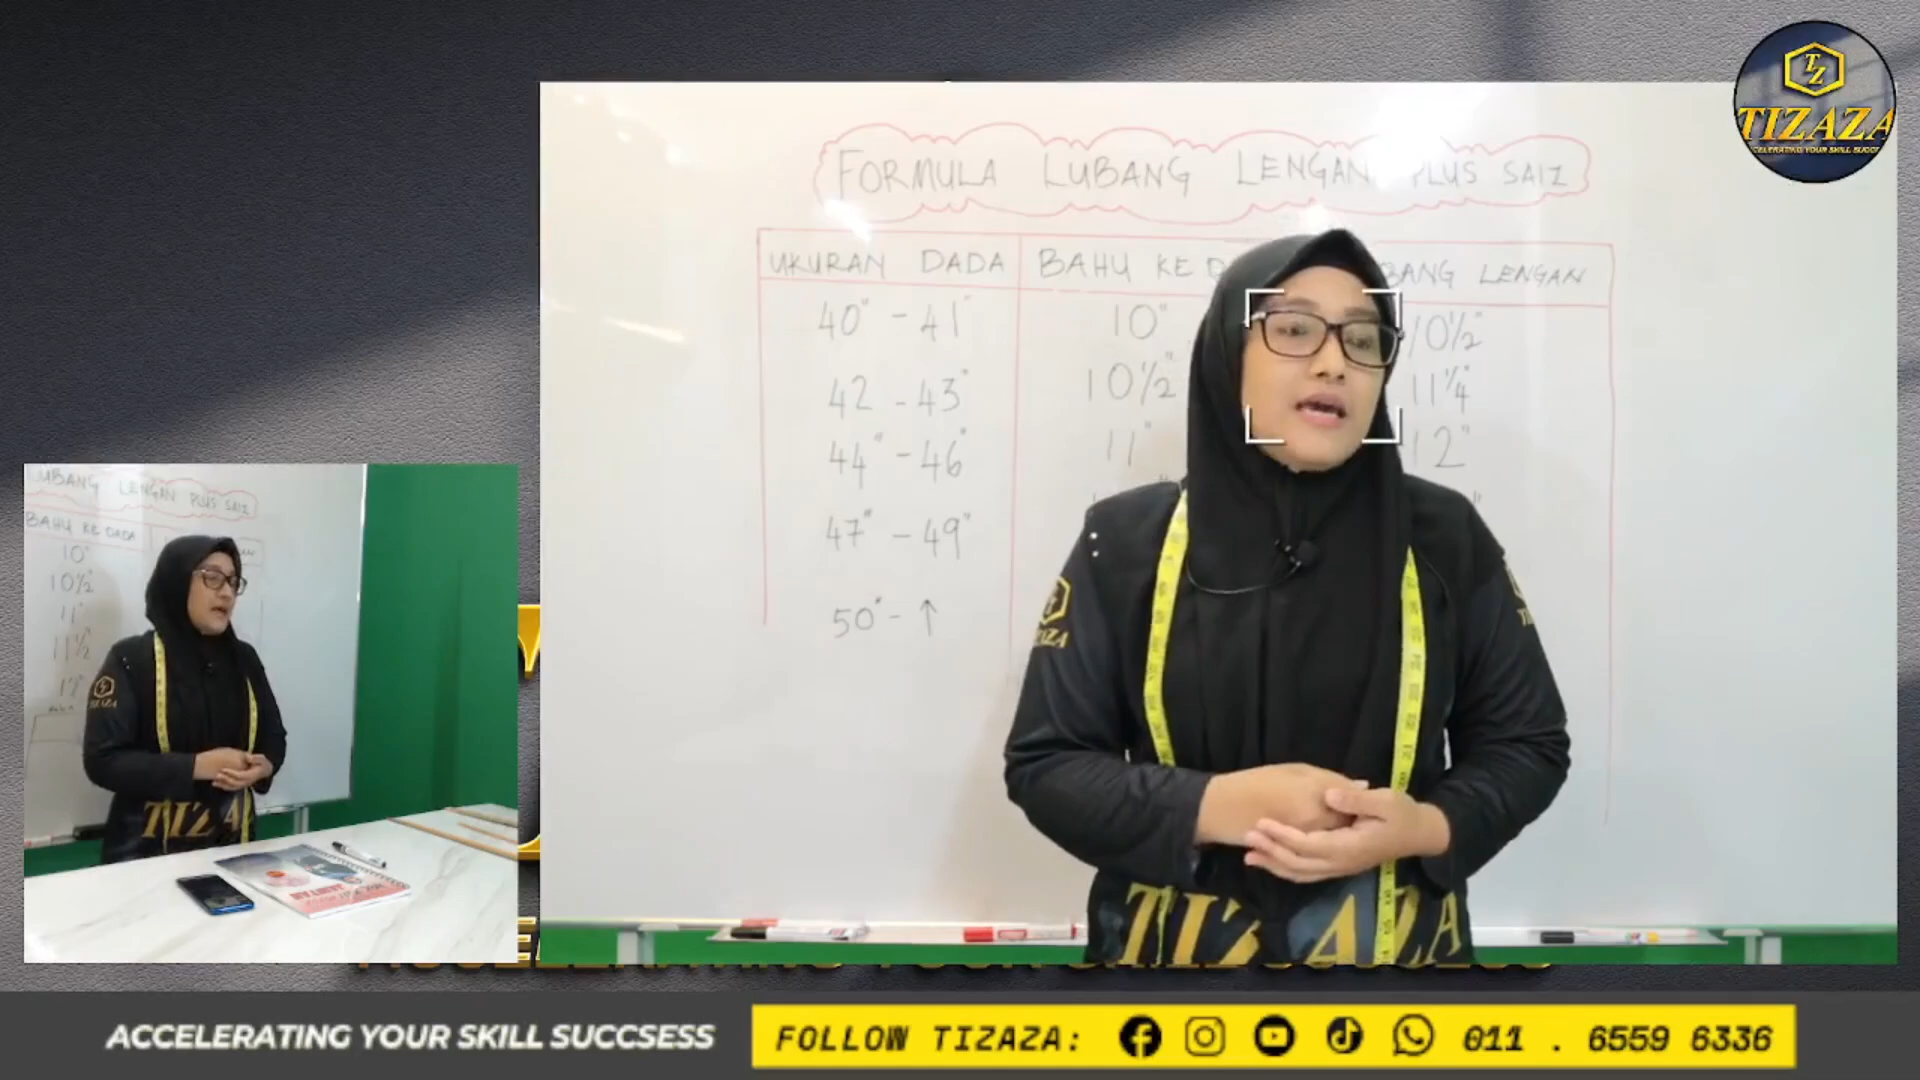 TZ
TIZAZA
FORMULA LUBANG LENGAN PLUS SAIZ
UKURAN DADA BAHU KE LENGAN
40" - 41" 10" 10½"
42 - 43" 10½" 11¼"
44" - 46" 11" 12"
47" - 49"
50" - ↑
LUBANG LENGAN PLUS SAIZ
BAHU KE DADA
10"
10½"
11"
11½"
12"
TIZAZA
TIZAZA
ACCELERATING YOUR SKILL SUCCSESS
FOLLOW TIZAZA: 011 . 6559 6336